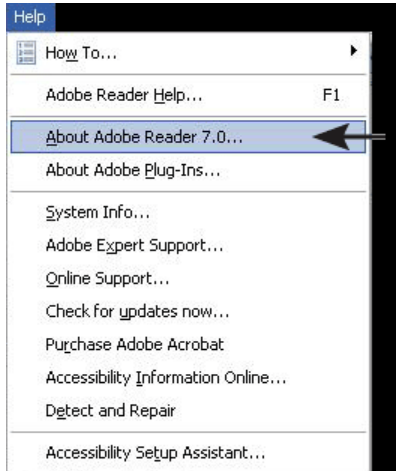 Help
How To...
Adobe Reader Help... F1
About Adobe Reader 7.0...
About Adobe Plug-Ins...
System Info...
Adobe Expert Support...
Online Support...
Check for updates now...
Purchase Adobe Acrobat
Accessibility Information Online...
Detect and Repair
Accessibility Setup Assistant...